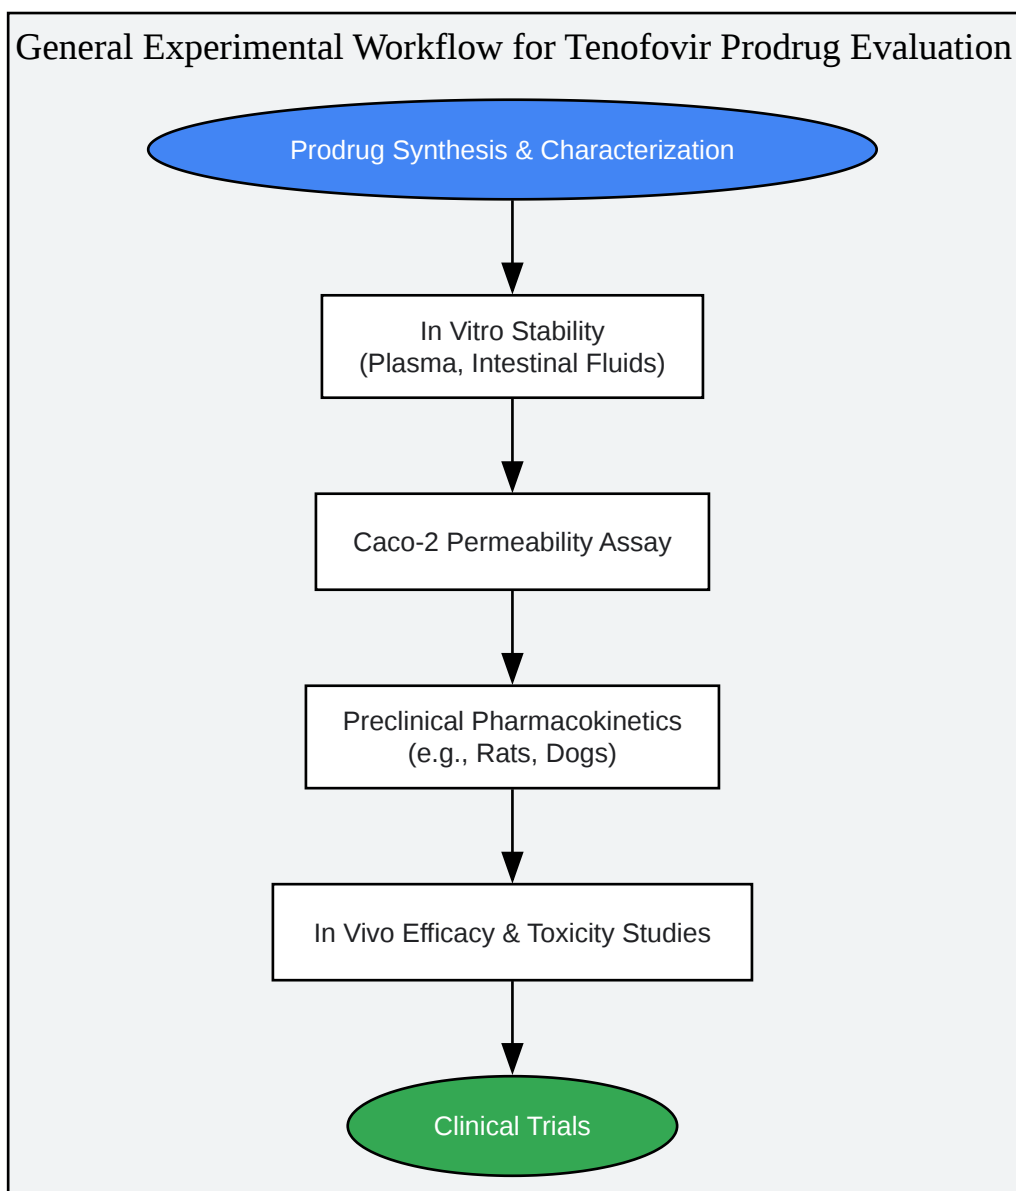 General Experimental Workflow for Tenofovir Prodrug Evaluation
Prodrug Synthesis & Characterization
In Vitro Stability
(Plasma, Intestinal Fluids)
Caco-2 Permeability Assay
Preclinical Pharmacokinetics
(e.g., Rats, Dogs)
In Vivo Efficacy & Toxicity Studies
Clinical Trials